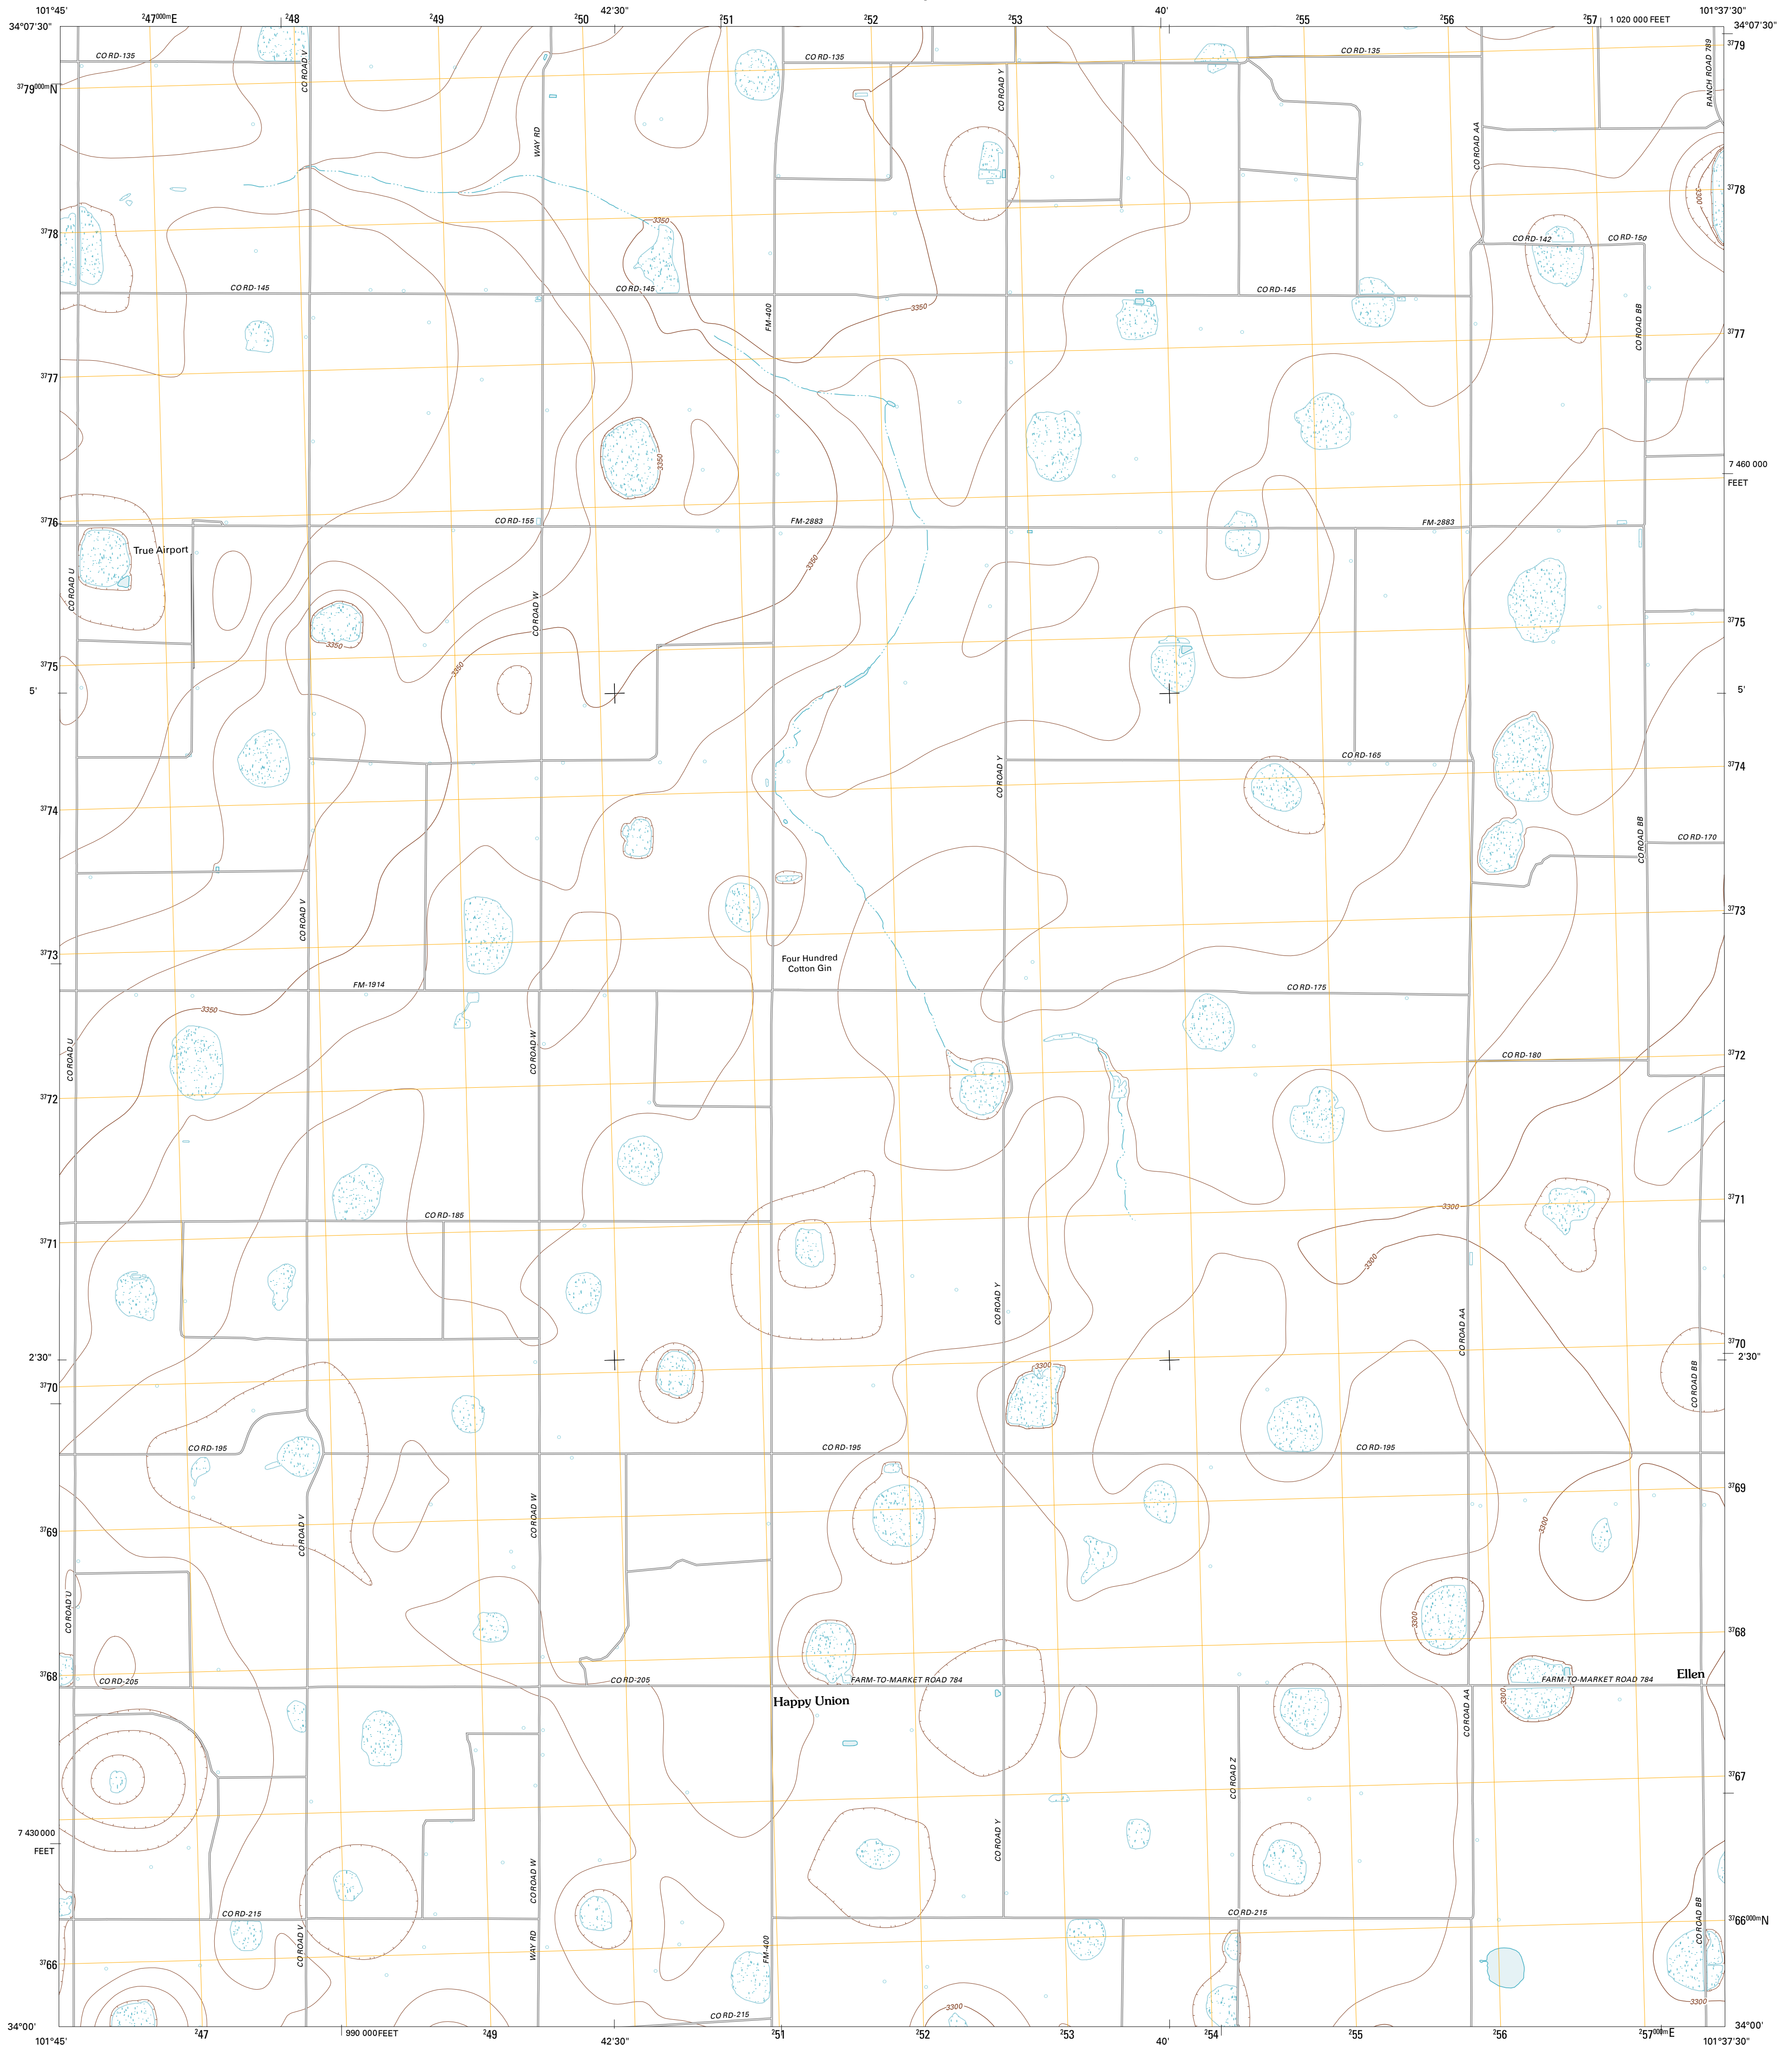 101°45' 247000mE 248 249 250 42'30" 251 252 253 40' 255 256 257 1 020 000 FEET 101°37'30"
34°07'30" 34°07'30"
CO RD-135 CO RD-135 CO RD-135
3779
3779000mN
CO ROAD V
WAY RD
CO ROAD Y
CO ROAD AA
RANCH ROAD 789
3778
3300
3350
3778
CO RD-142 CO RD-150
CO RD-145 CO RD-145 CO RD-145
3350
FM-400
CO ROAD BB
3777
3777
3350
7 460 000
FEET
3776
CO RD-155 FM-2883 FM-2883
True Airport
3350
CO ROAD U
CO ROAD W
3775
3350
3350
3775
5' 5'
CO RD-165
CO ROAD Y
3774
3774
CO RD-170
CO ROAD BB
CO ROAD V
3773
3773
Four Hundred
Cotton Gin
FM-1914 CO RD-175
3350
CO ROAD U
CO ROAD W
3772
CO RD-180
3772
3771
3300
CO RD-185
3771
3300
CO ROAD Y
CO ROAD AA
3770
2'30" 2'30"
3300
3770
CO ROAD BB
CO RD-195 CO RD-195 CO RD-195
3769
3769
CO ROAD V
CO ROAD W
3300
CO ROAD U
3300
3768
3768
CO RD-205 CO RD-205 FARM-TO-MARKET ROAD 784 FARM-TO-MARKET ROAD 784
Ellen
Happy Union
3300
CO ROAD AA
CO ROAD Z
3767
7 430 000
FEET
CO ROAD Y
CO ROAD W
CO RD-215 CO RD-215
3766000mN
CO ROAD BB
CO ROAD V
WAY RD
FM-400
3766
3300
3300
CO RD-215
34°00' 34°00'
101°45' 247 990 000 FEET 249 42'30" 251 252 253 40' 254 255 256 257000mE 101°37'30"